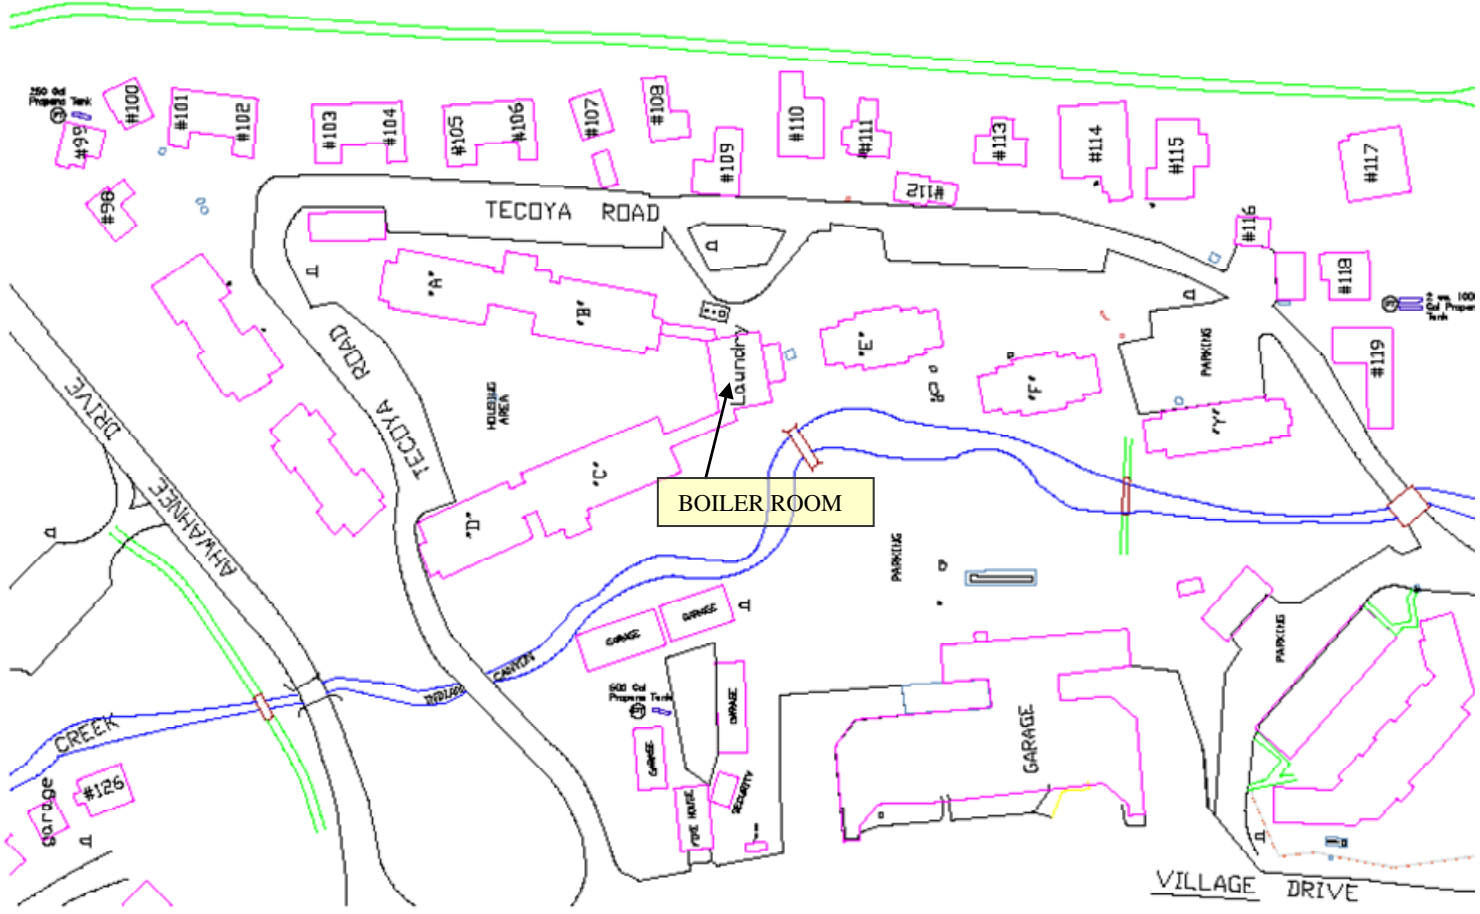 250 Gal
Propane Tank
#99
#100
#101
#102
#103
#104
#105
#106
#107
#108
#109
#110
#111
#112
#113
#114
#115
#116
#117
#118
#119
#98
TECOYA ROAD
TECOYA ROAD
"A"
"B"
Laundry
"E"
"F"
"Y"
PARKING
HOUSING
AREA
"C"
"D"
BOILER ROOM
PARKING
PARKING
AHWAHNEE DRIVE
INDIAN CANYON
CREEK
GARAGE
GARAGE
GARAGE
GARAGE
GARAGE
500 Gal
Propane Tank
FIRE HOUSE
SECURITY
garage
#126
Tank
VILLAGE DRIVE